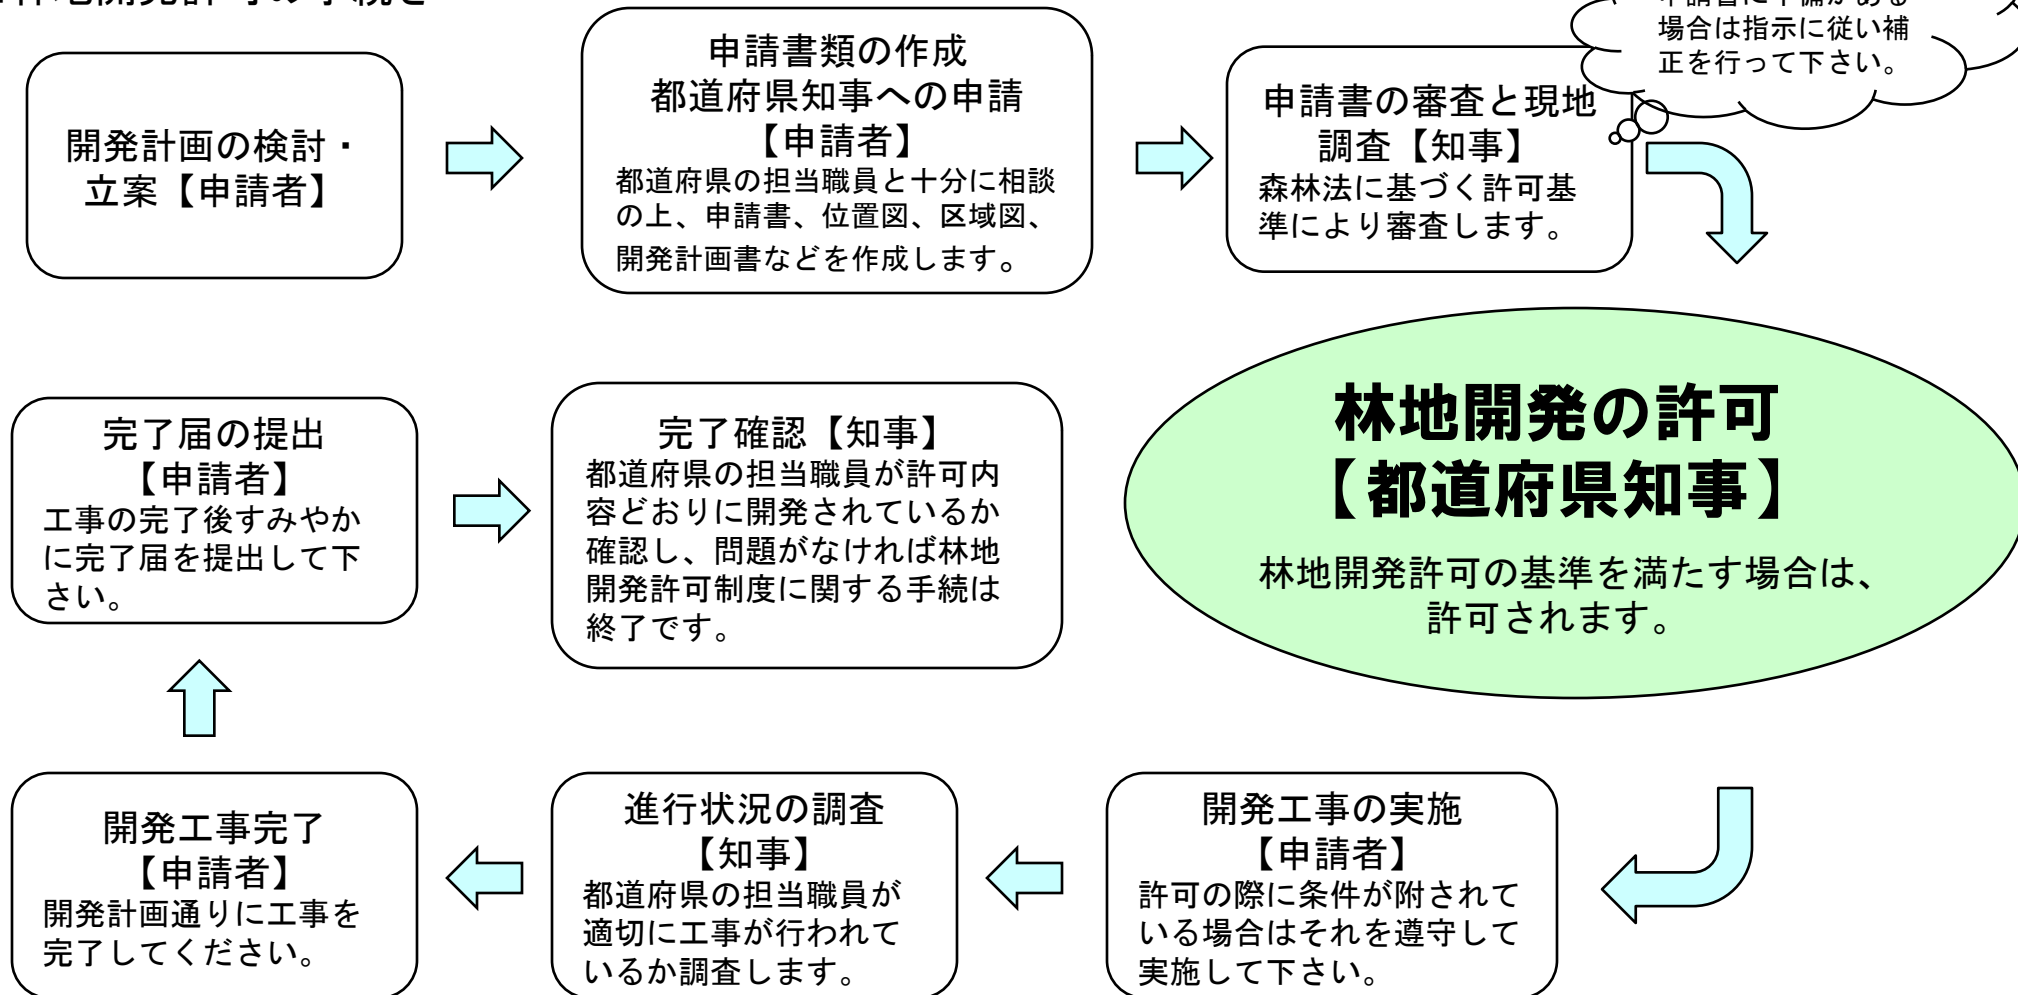 林地開発許可の手続き
開発計画の検討・
立案【申請者】
申請書類の作成
都道府県知事への申請
【申請者】
都道府県の担当職員と十分に相談
の上、申請書、位置図、区域図、
開発計画書などを作成します。
申請書の審査と現地
調査【知事】
森林法に基づく許可基
準により審査します。
申請書に不備がある
場合は指示に従い補
正を行って下さい。
林地開発の許可
【都道府県知事】
林地開発許可の基準を満たす場合は、
許可されます。
開発工事の実施
【申請者】
許可の際に条件が附されて
いる場合はそれを遵守して
実施して下さい。
進行状況の調査
【知事】
都道府県の担当職員が
適切に工事が行われて
いるか調査します。
開発工事完了
【申請者】
開発計画通りに工事を
完了してください。
完了届の提出
【申請者】
工事の完了後すみやか
に完了届を提出して下
さい。
完了確認【知事】
都道府県の担当職員が許可内
容どおりに開発されているか
確認し、問題がなければ林地
開発許可制度に関する手続は
終了です。